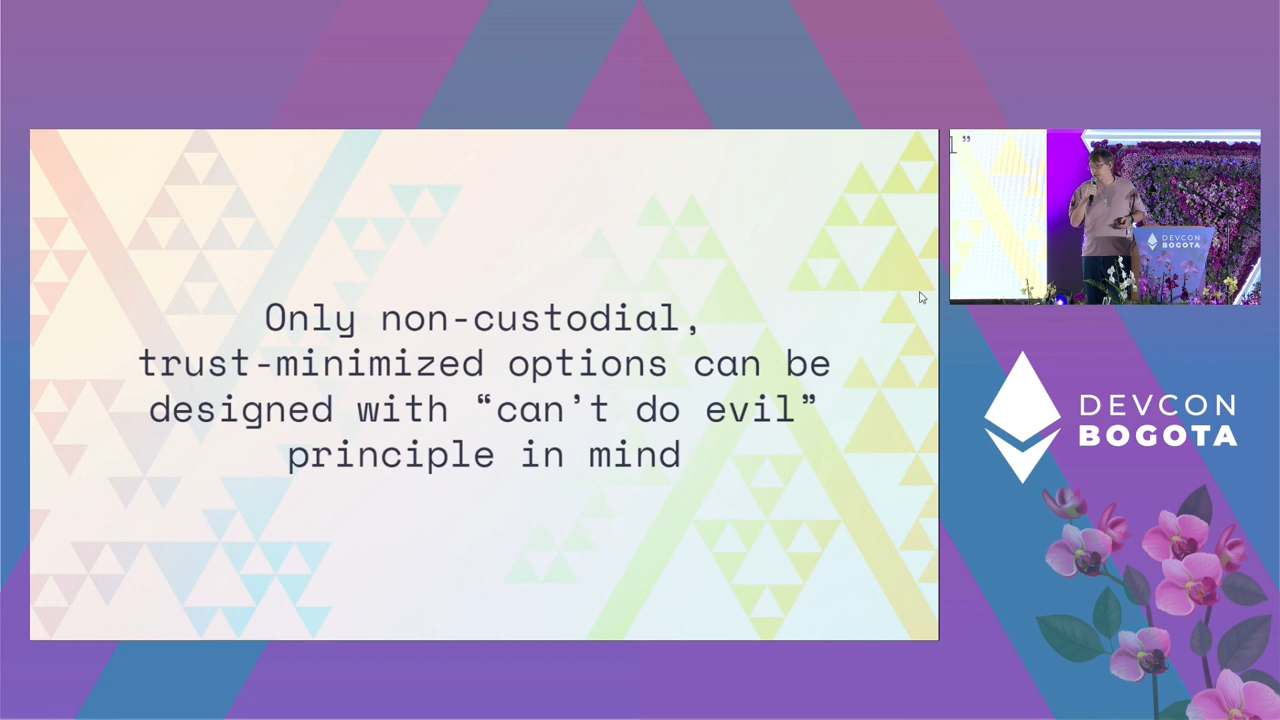 Only non-custodial,
trust-minimized options can be
designed with “can’t do evil”
principle in mind
l”
DEVCON
BOGOTA
DEVCON
BOGOTA